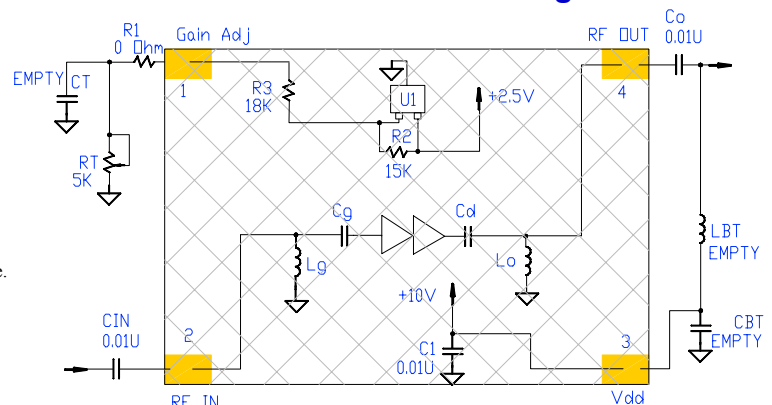 g
Co
0.01U
R1
0 Ohm
Gain Adj
RF OUT
EMPTY
CT
1
R3
18K
U1
+2.5V
4
R2
15K
RT
5K
Cg
Cd
LBT
EMPTY
Lg
Lo
e.
+10V
CIN
0.01U
2
C1
0.01U
3
CBT
EMPTY
RF IN
Vdd